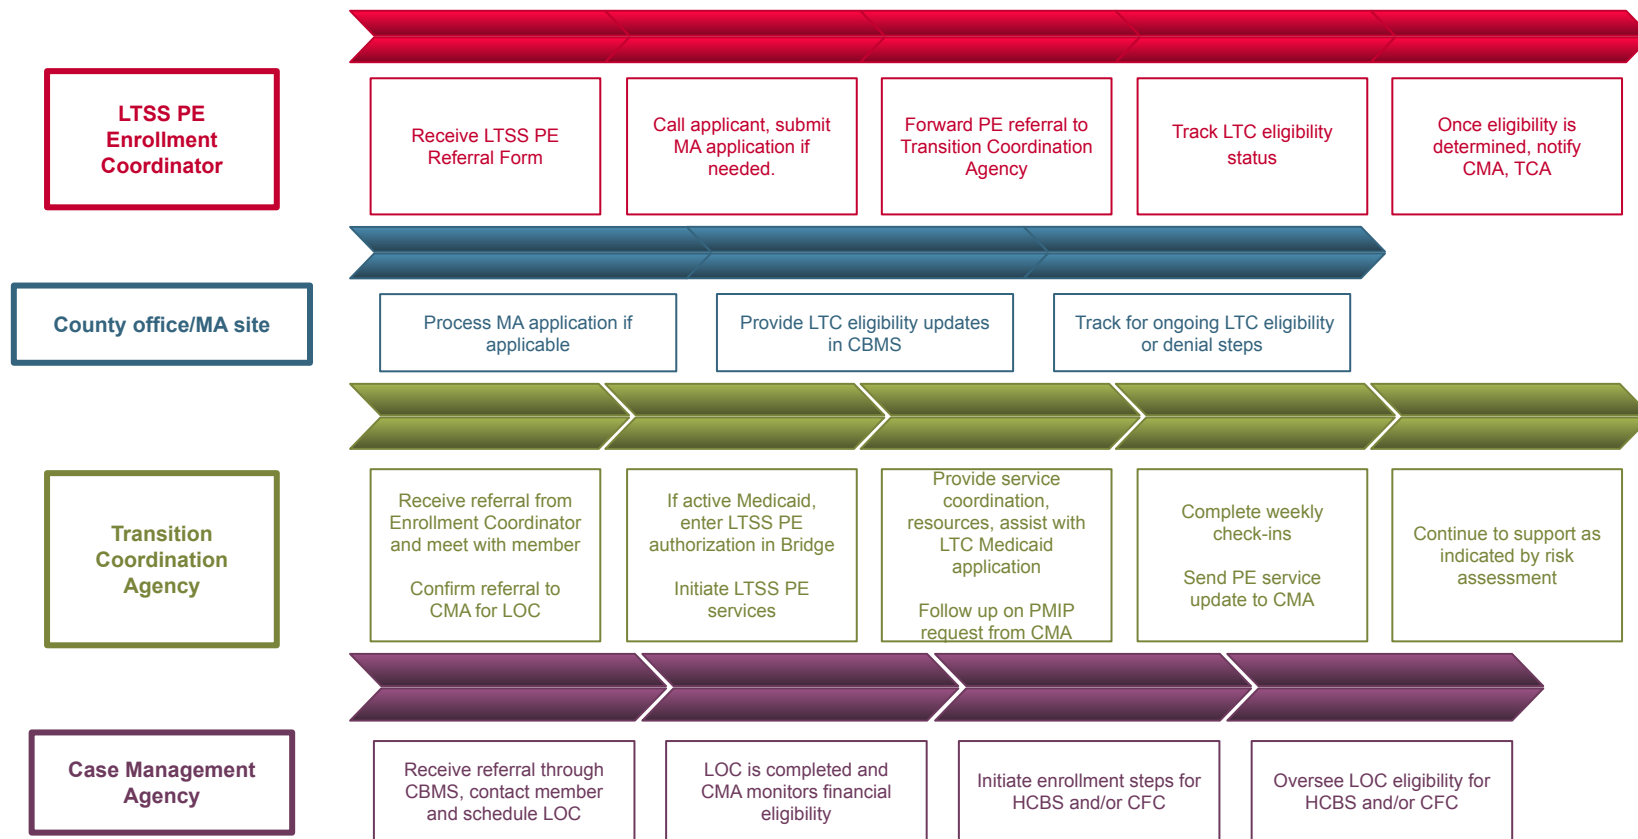 LTSS PE
Enrollment
Coordinator
Receive LTSS PE
Referral Form
Call applicant, submit
MA application if
needed.
Forward PE referral to
Transition Coordination
Agency
Track LTC eligibility
status
Once eligibility is
determined, notify
CMA, TCA
County office/MA site
Process MA application if
applicable
Provide LTC eligibility updates
in CBMS
Track for ongoing LTC eligibility
or denial steps
Transition
Coordination
Agency
Receive referral from
Enrollment Coordinator
and meet with member
Confirm referral to
CMA for LOC
If active Medicaid,
enter LTSS PE
authorization in Bridge
Initiate LTSS PE
services
Provide service
coordination,
resources, assist with
LTC Medicaid
application
Follow up on PMIP
request from CMA
Complete weekly
check-ins
Send PE service
update to CMA
Continue to support as
indicated by risk
assessment
Case Management
Agency
Receive referral through
CBMS, contact member
and schedule LOC
LOC is completed and
CMA monitors financial
eligibility
Initiate enrollment steps for
HCBS and/or CFC
Oversee LOC eligibility for
HCBS and/or CFC